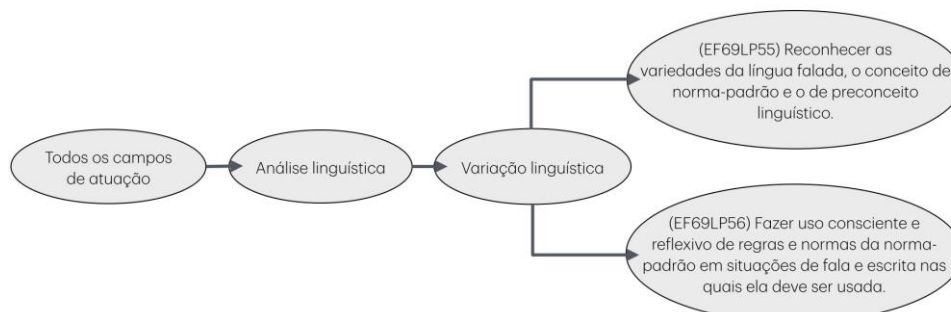 Todos os campos
de atuação
Análise linguística
Variação linguística
(EF69LP55) Reconhecer as
variedades da língua falada, o conceito de
norma-padrão e o de preconceito
linguístico.
(EF69LP56) Fazer uso consciente e
reflexivo de regras e normas da norma-
padrão em situações de fala e escrita nas
quais ela deve ser usada.